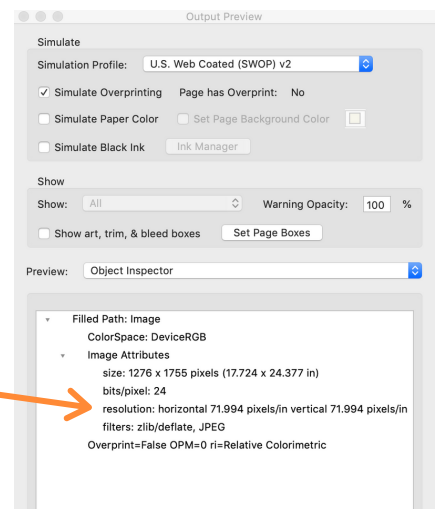 Output Preview
Simulate
Simulation Profile: U.S. Web Coated (SWOP) v2
Simulate Overprinting Page has Overprint: No
Simulate Paper Color Set Page Background Color
Simulate Black Ink Ink Manager
Show
Show: All Warning Opacity: 100 %
Show art, trim, & bleed boxes Set Page Boxes
Preview: Object Inspector
Filled Path: Image
ColorSpace: DeviceRGB
Image Attributes
size: 1276 x 1755 pixels (17.724 x 24.377 in)
bits/pixel: 24
resolution: horizontal 71.994 pixels/in vertical 71.994 pixels/in
filters: zlib/deflate, JPEG
Overprint=False OPM=0 ri=Relative Colorimetric